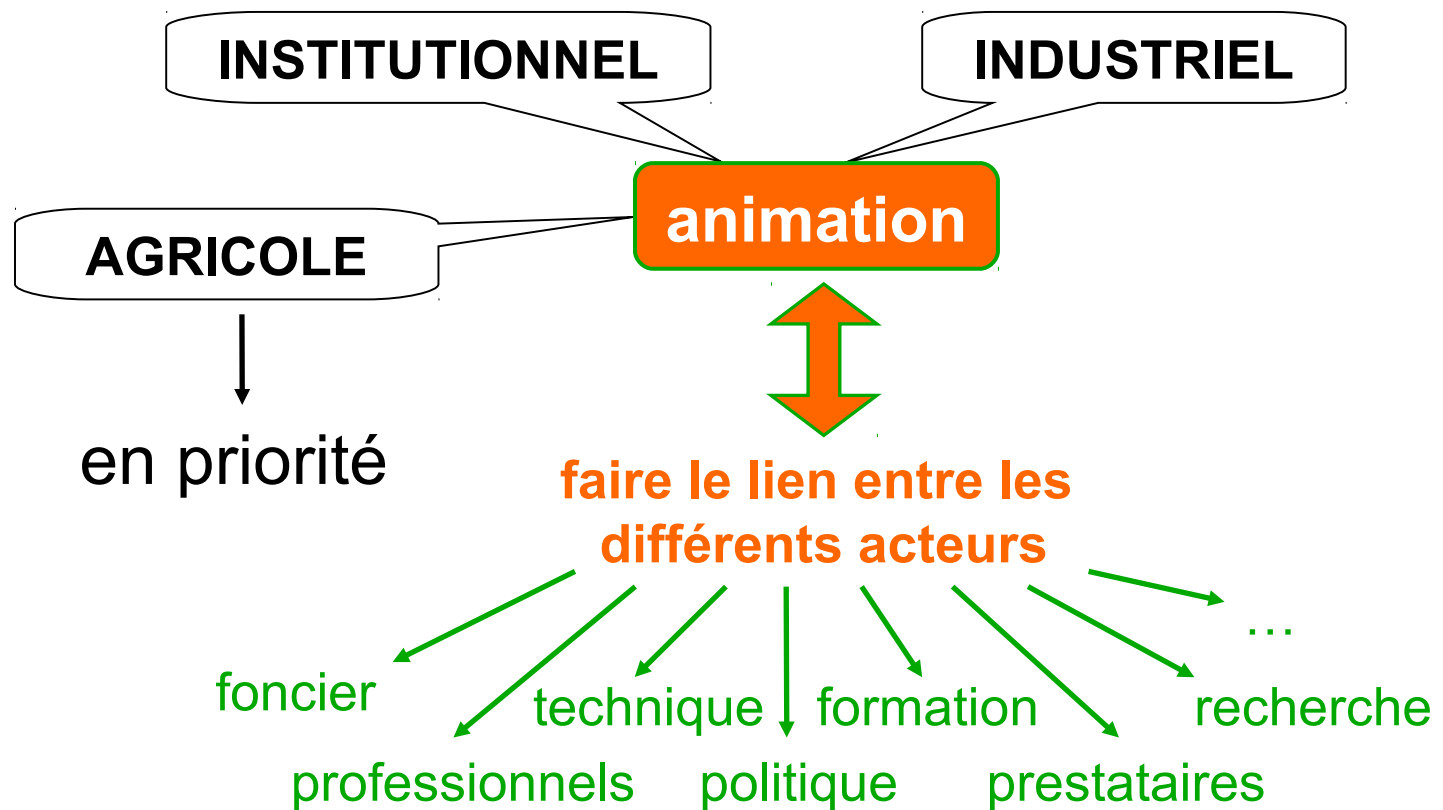 INSTITUTIONNEL
INDUSTRIEL
animation
AGRICOLE
en priorité
faire le lien entre les
différents acteurs
…
foncier
technique
formation
recherche
professionnels
politique
prestataires